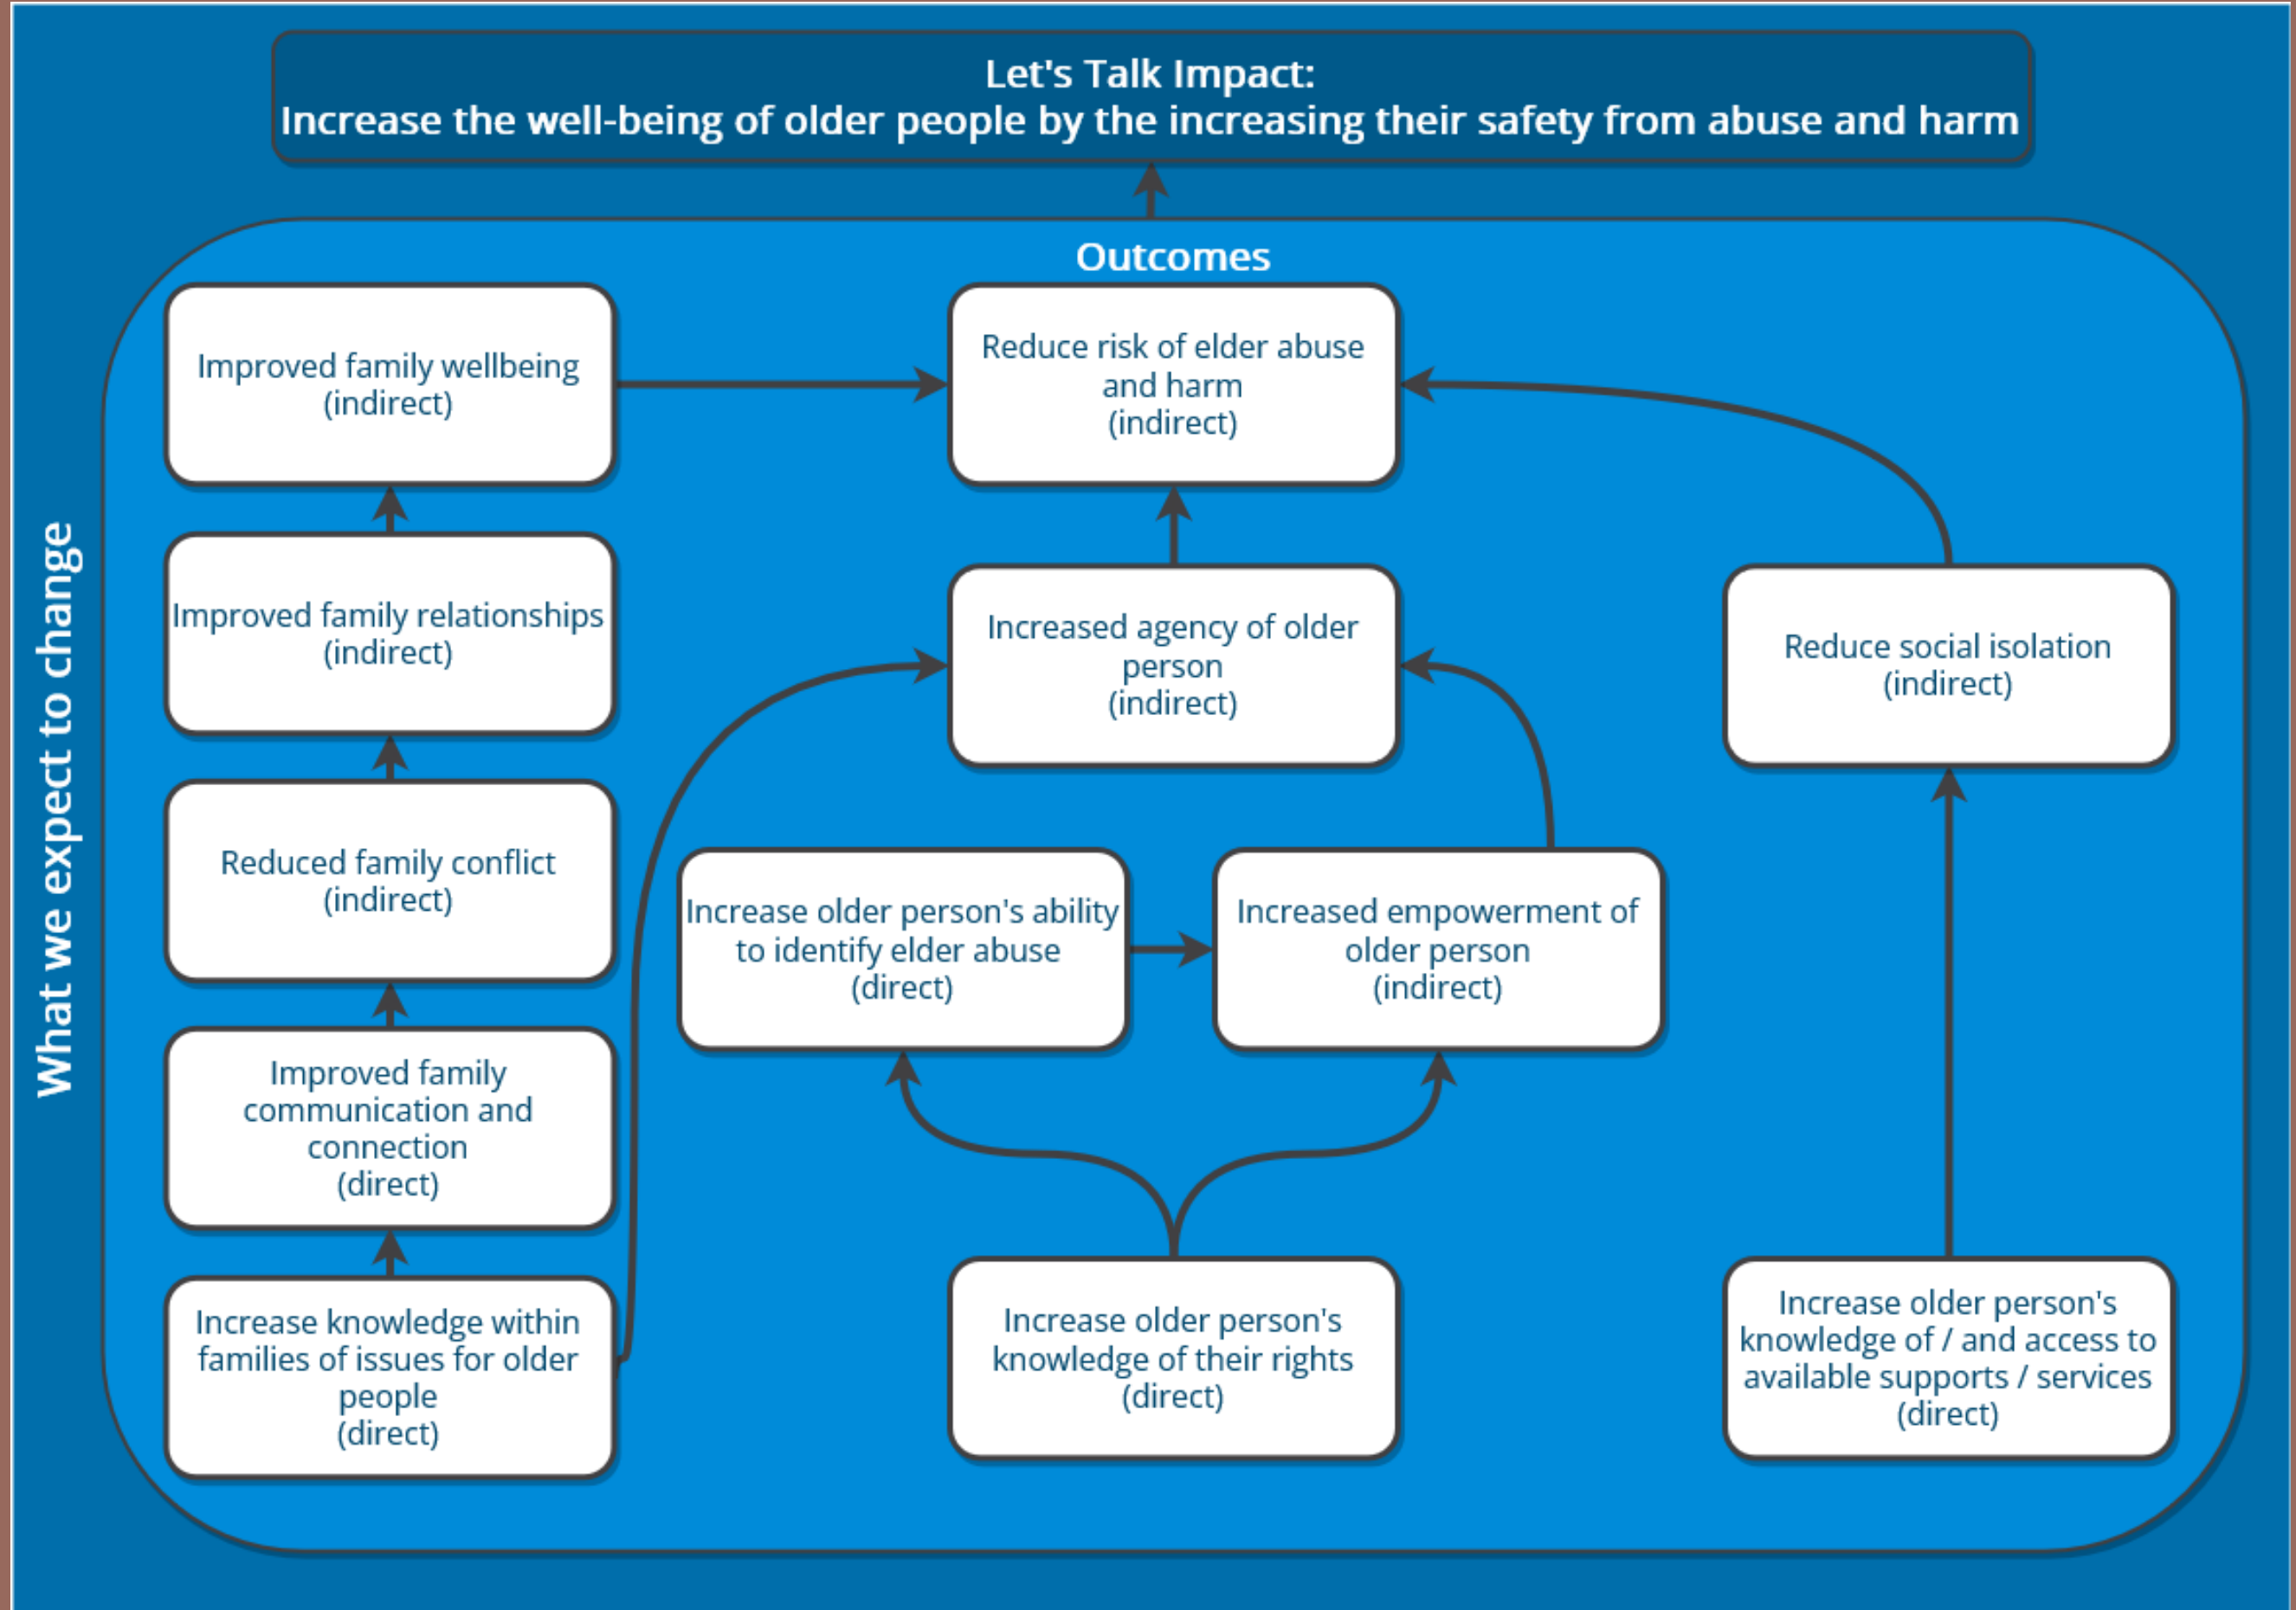 Let's Talk Impact:
Increase the well-being of older people by the increasing their safety from abuse and harm
What we expect to change
Outcomes
Improved family wellbeing
(indirect)
Reduce risk of elder abuse
and harm
(indirect)
Improved family relationships
(indirect)
Increased agency of older
person
(indirect)
Reduce social isolation
(indirect)
Reduced family conflict
(indirect)
Increase older person's ability
to identify elder abuse
(direct)
Increased empowerment of
older person
(indirect)
Improved family
communication and
connection
(direct)
Increase knowledge within
families of issues for older
people
(direct)
Increase older person's
knowledge of their rights
(direct)
Increase older person's
knowledge of / and access to
available supports / services
(direct)